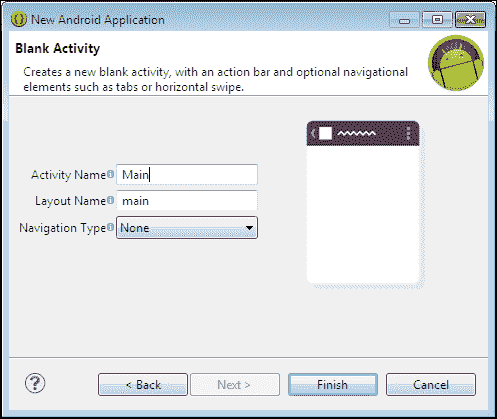 New Android Application
Blank Activity
Creates a new blank activity, with an action bar and optional navigational
elements such as tabs or horizontal swipe.
Activity Name Main
Layout Name main
Navigation Type None
?
< Back Next > Finish Cancel